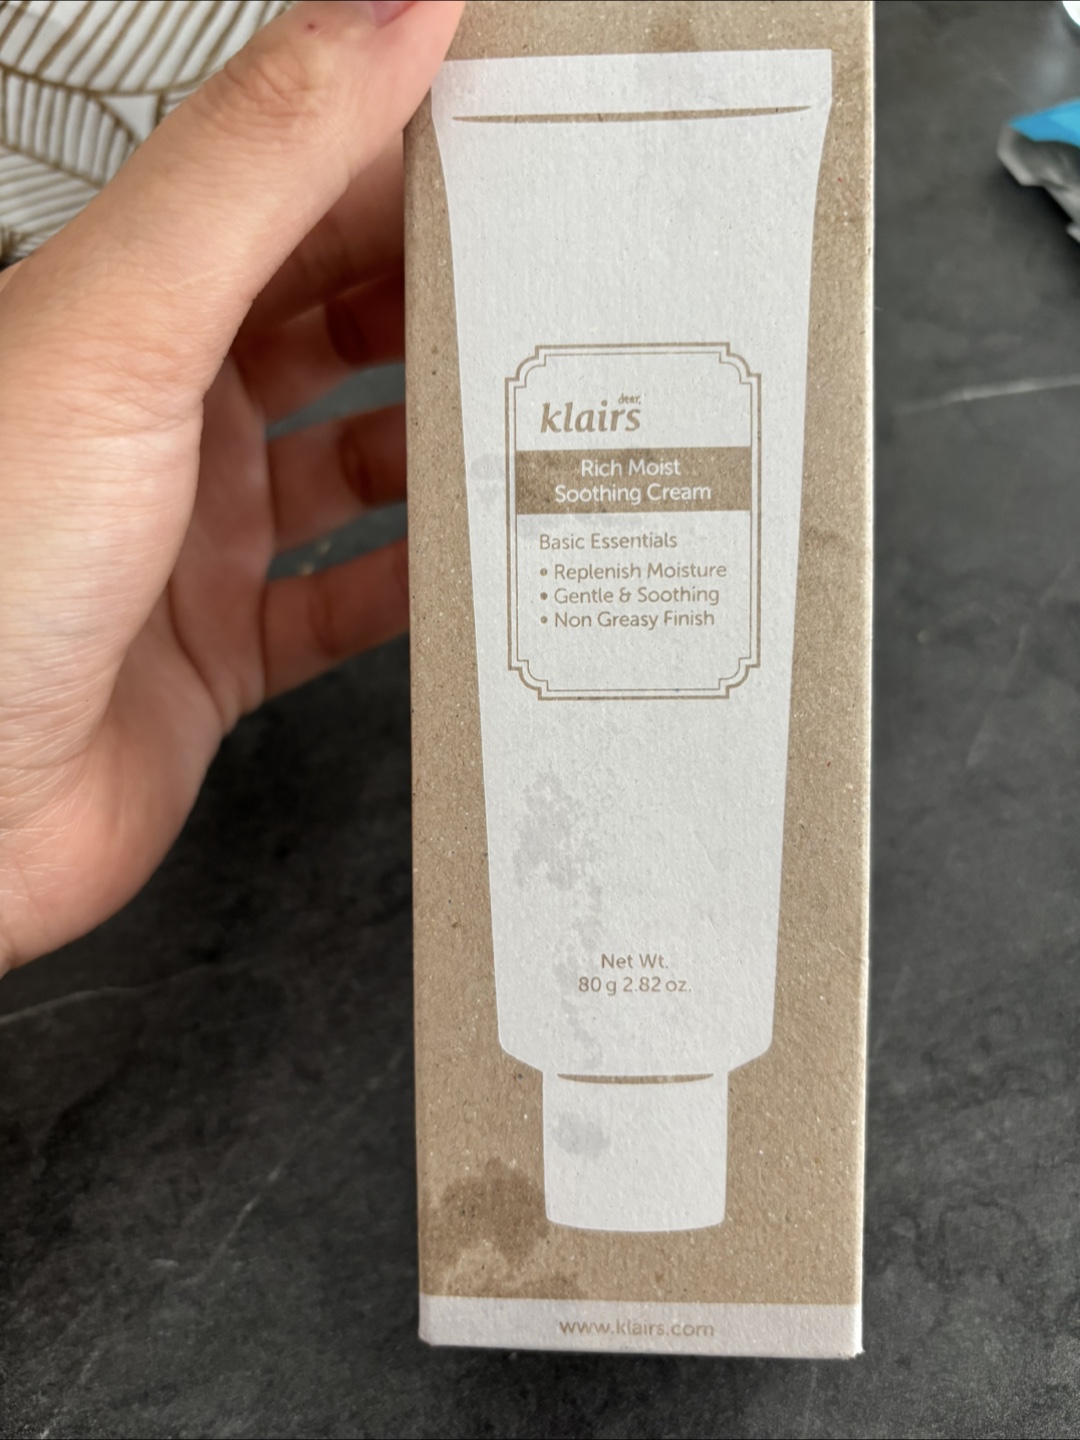 dear,
klairs
Rich Moist
Soothing Cream
Basic Essentials
• Replenish Moisture
• Gentle & Soothing
• Non Greasy Finish
Net Wt.
80 g 2.82 oz.
www.klairs.com